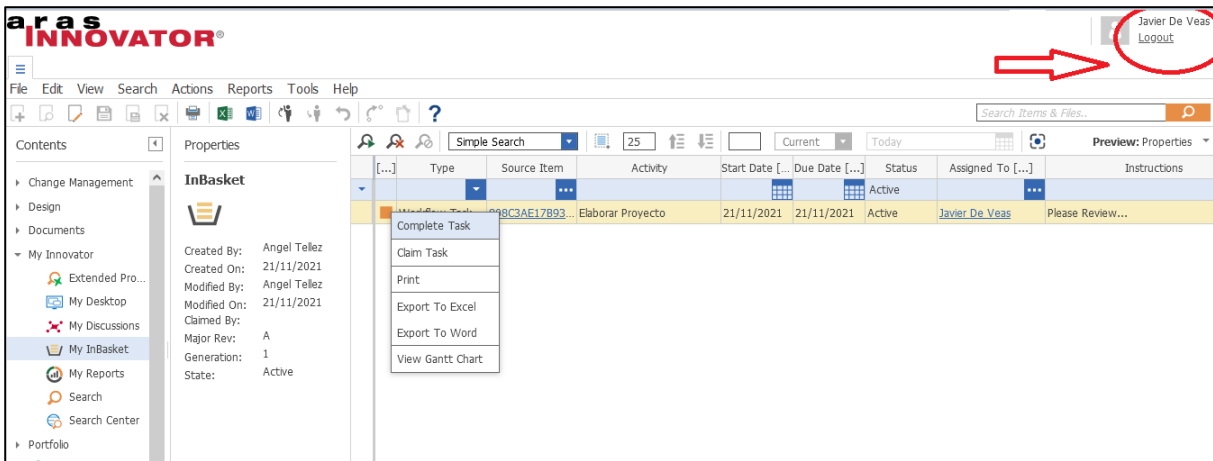 aras
INNOVATOR®
Javier De Veas
Logout
File Edit View Search Actions Reports Tools Help
Search Items & Files..
Contents
Change Management
Design
Documents
My Innovator
Extended Pro...
My Desktop
My Discussions
My InBasket
My Reports
Search
Search Center
Portfolio
Properties
InBasket
Created By: Angel Tellez
Created On: 21/11/2021
Modified By: Angel Tellez
Modified On: 21/11/2021
Claimed By:
Major Rev: A
Generation: 1
State: Active
Simple Search 25 Current Today Preview: Properties
[...] Type Source Item Activity Start Date [... Due Date [...] Status Assigned To [...] Instructions
Active
Workflow Task 898C3AE17B93... Elaborar Proyecto 21/11/2021 21/11/2021 Active Javier De Veas Please Review...
Complete Task
Claim Task
Print
Export To Excel
Export To Word
View Gantt Chart